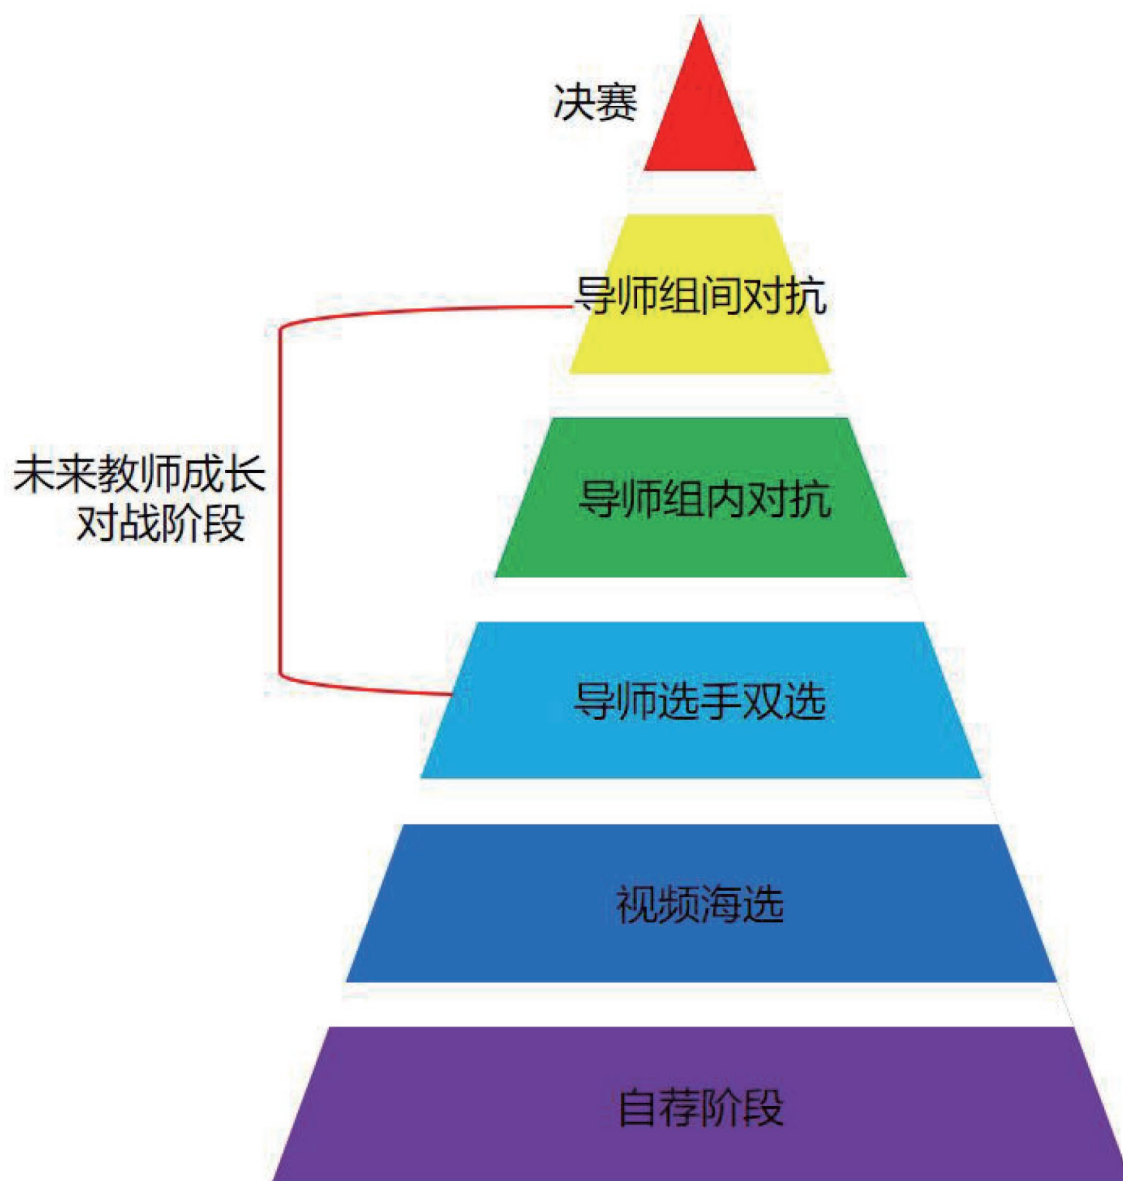 决赛
导师组间对抗
未来教师成长
对战阶段
导师组内对抗
导师选手双选
视频海选
自荐阶段